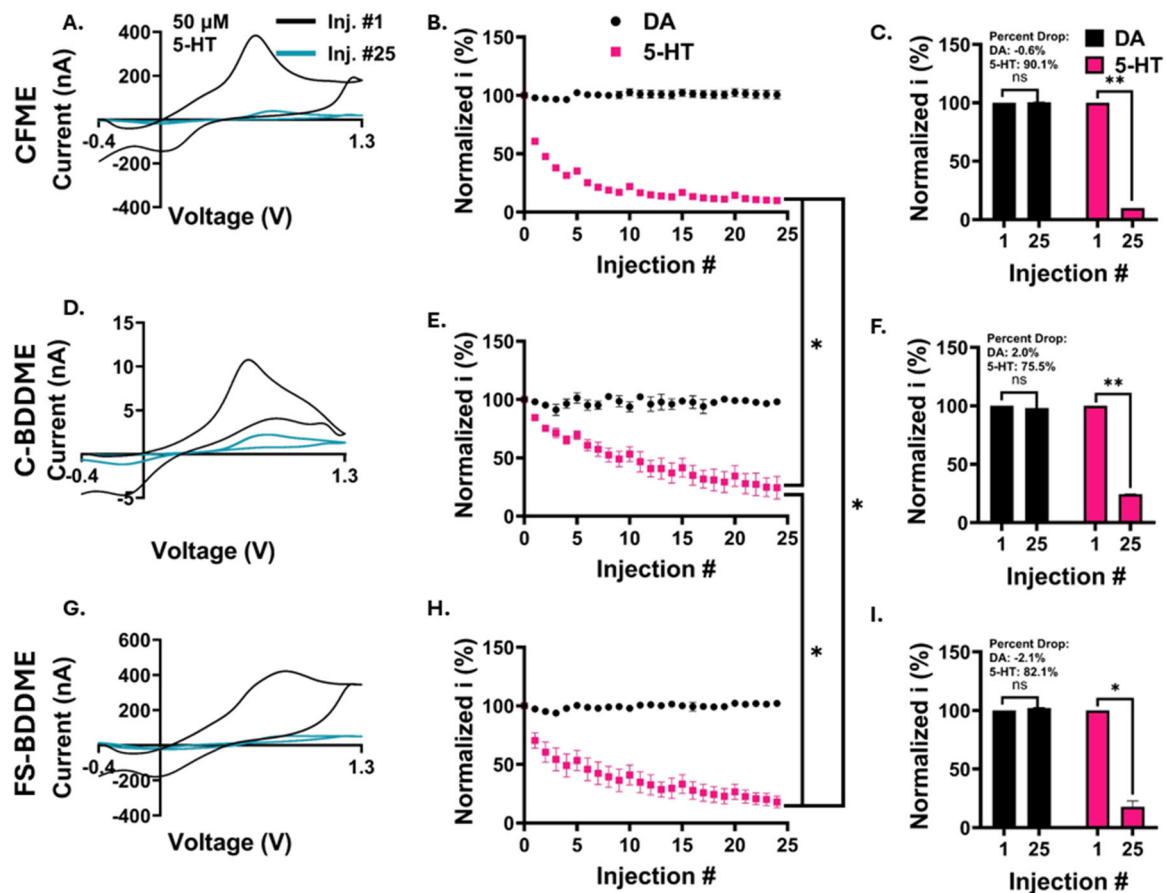 A.
50 µM
5-HT
Inj. #1
Inj. #25
CFME
Current (nA)
400
200
-200
-400
-0.4
1.3
Voltage (V)
B.
DA
5-HT
Normalized i (%)
150
100
50
0
0 5 10 15 20 25
Injection #
C.
DA
5-HT
Percent Drop:
DA: -0.6%
5-HT: 90.1%
ns
**
Normalized i (%)
150
100
50
0
1 25 1 25
Injection #
D.
C-BDDME
Current (nA)
15
10
5
-5
-0.4
1.3
Voltage (V)
E.
Normalized i (%)
150
100
50
0
0 5 10 15 20 25
Injection #
*
*
F.
Percent Drop:
DA: 2.0%
5-HT: 75.5%
ns
**
Normalized i (%)
150
100
50
0
1 25 1 25
Injection #
G.
FS-BDDME
Current (nA)
600
400
200
-200
-400
-0.4
1.3
Voltage (V)
H.
Normalized i (%)
150
100
50
0
0 5 10 15 20 25
Injection #
*
I.
Percent Drop:
DA: -2.1%
5-HT: 82.1%
ns
*
Normalized i (%)
150
100
50
0
1 25 1 25
Injection #